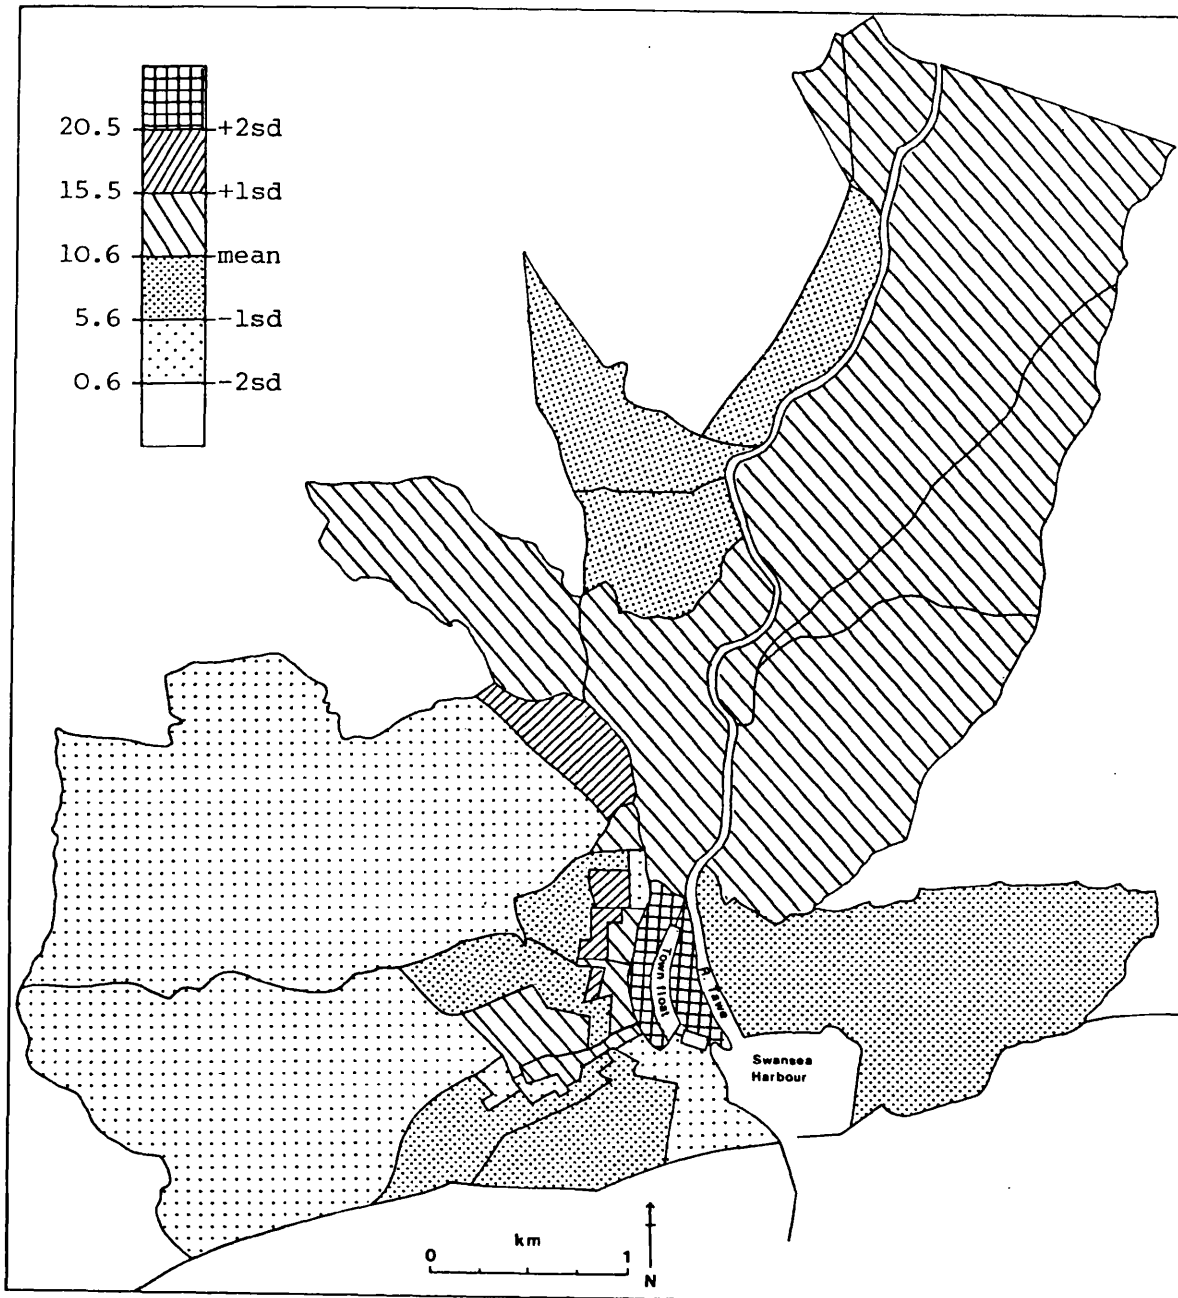 20.5 +2sd
15.5 +1sd
10.6 mean
5.6 -1sd
0.6 -2sd
Town Float
R. Tawe
Swansea
Harbour
km
0 1
N